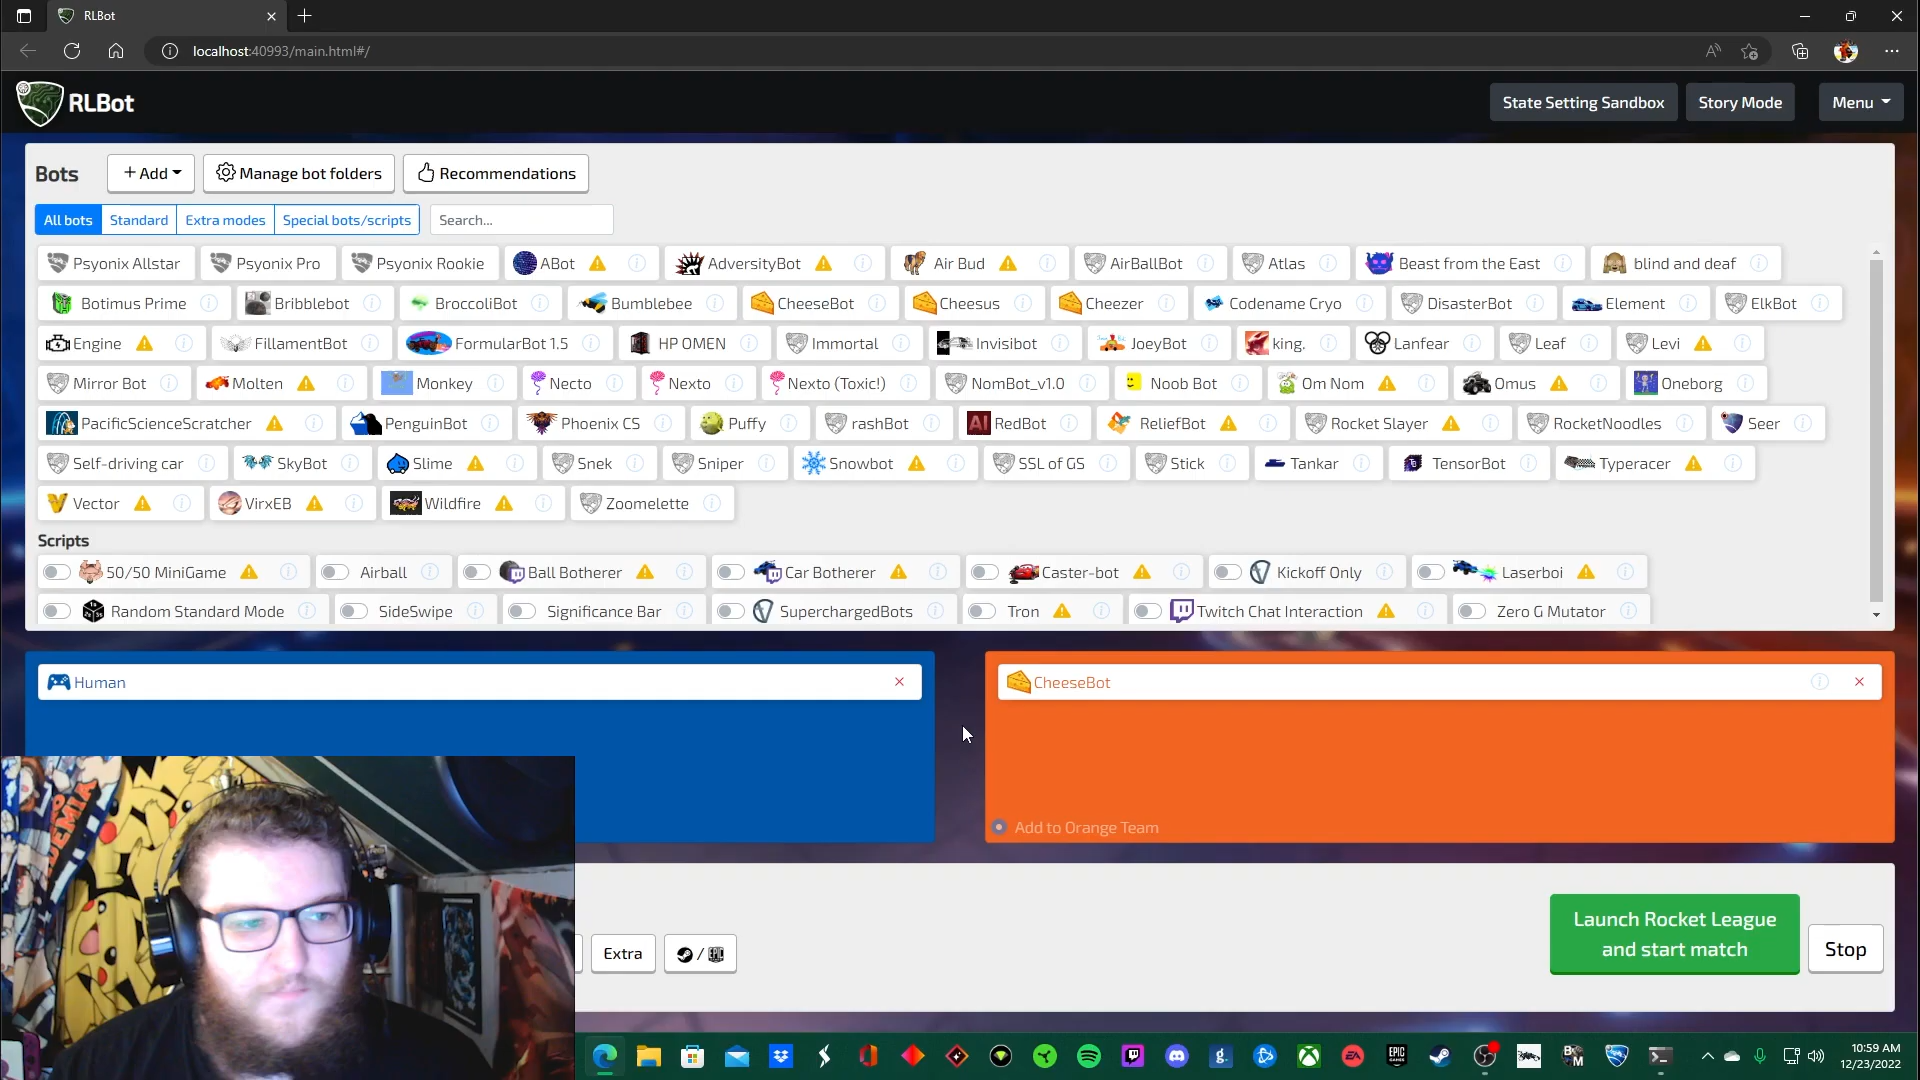 RLBot
localhost:40993/main.html#/
RLBot
State Setting Sandbox
Story Mode
Menu
Bots
+ Add
Manage bot folders
Recommendations
All bots
Standard
Extra modes
Special bots/scripts
Search...
Psyonix Allstar
Psyonix Pro
Psyonix Rookie
ABot
AdversityBot
Air Bud
AirBallBot
Atlas
Beast from the East
blind and deaf
Botimus Prime
Bribblebot
BroccoliBot
Bumblebee
CheeseBot
Cheesus
Cheezer
Codename Cryo
DisasterBot
Element
ElkBot
Engine
FillamentBot
FormularBot 1.5
HP OMEN
Immortal
Invisibot
JoeyBot
king.
Lanfear
Leaf
Levi
Mirror Bot
Molten
Monkey
Necto
Nexto
Nexto (Toxic!)
NomBot_v1.0
Noob Bot
Om Nom
Omus
Oneborg
PacificScienceScratcher
PenguinBot
Phoenix CS
Puffy
rashBot
AI RedBot
ReliefBot
Rocket Slayer
RocketNoodles
Seer
Self-driving car
SkyBot
Slime
Snek
Sniper
Snowbot
SSL of GS
Stick
Tankar
TensorBot
Typeracer
Vector
VirxEB
Wildfire
Zoomelette
Scripts
50/50 MiniGame
Airball
Ball Botherer
Car Botherer
Caster-bot
Kickoff Only
Laserboi
Random Standard Mode
SideSwipe
Significance Bar
SuperchargedBots
Tron
Twitch Chat Interaction
Zero G Mutator
Human
CheeseBot
Add to Orange Team
Extra
/ EPIC
Launch Rocket League
and start match
Stop
EA
EPIC GAMES
10:59 AM
12/23/2022